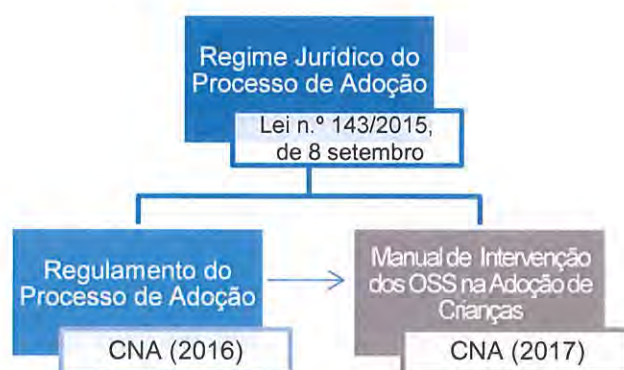 Regime Jurídico do
Processo de Adoção
Lei n.º 143/2015,
de 8 setembro
Regulamento do
Processo de Adoção
CNA (2016)
Manual de Intervenção
dos OSS na Adoção de
Crianças
CNA (2017)